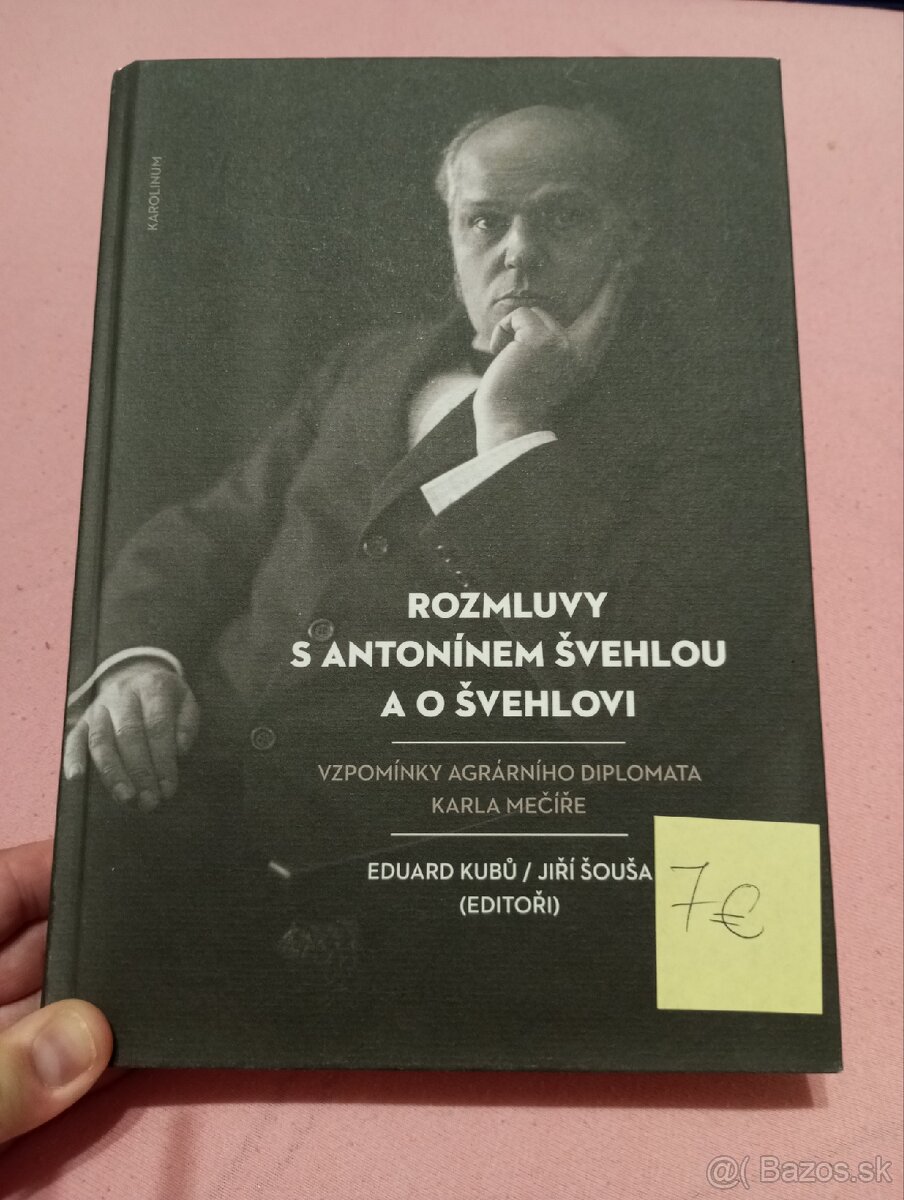 KAROLINUM
ROZMLUVY
S ANTONÍNEM ŠVEHLOU
A O ŠVEHLOVI
VZPOMÍNKY AGRÁRNÍHO DIPLOMATA
KARLA MEČÍŘE
EDUARD KUBŮ / JIŘÍ ŠOUŠA
(EDITOŘI)
7€
@( Bazos.sk